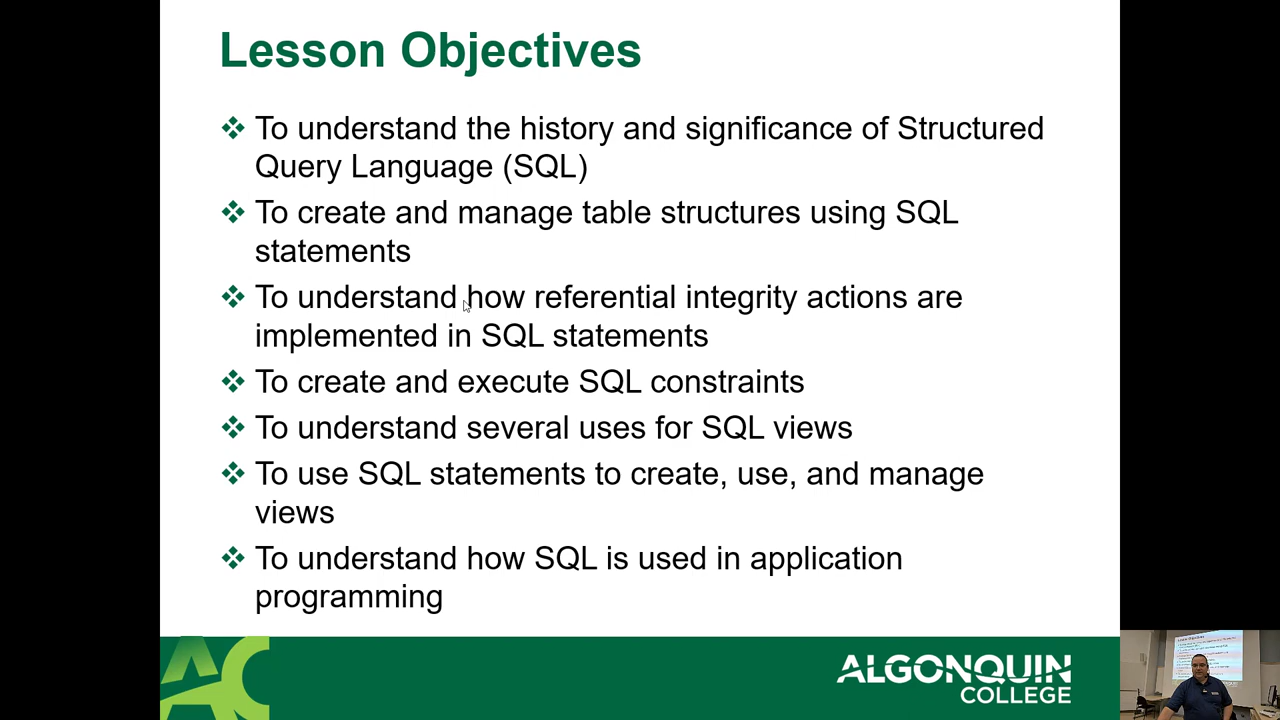 Lesson Objectives
To understand the history and significance of Structured
Query Language (SQL)
To create and manage table structures using SQL
statements
To understand how referential integrity actions are
implemented in SQL statements
To create and execute SQL constraints
To understand several uses for SQL views
To use SQL statements to create, use, and manage
views
To understand how SQL is used in application
programming
AC
ALGONQUIN
COLLEGE